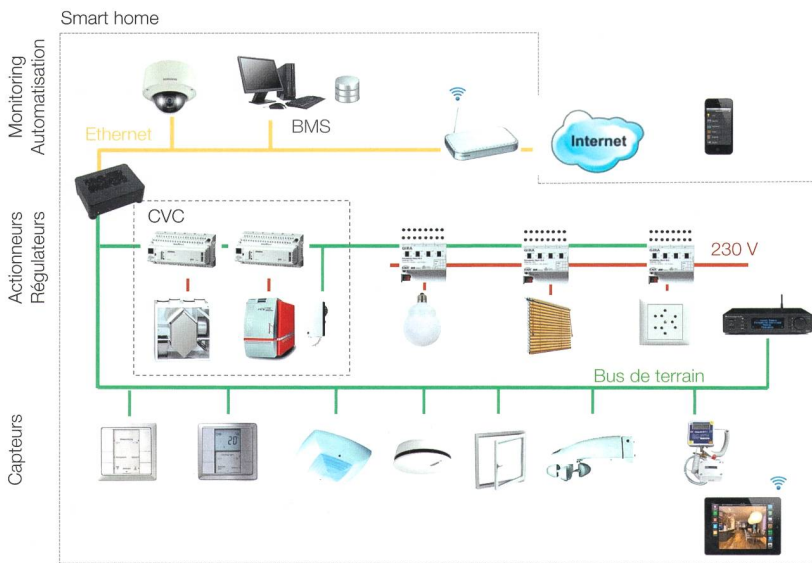 Smart home
Monitoring
Automatisation
Ethernet
BMS
Internet
Actionneurs
Régulateurs
CVC
230 V
Bus de terrain
Capteurs
20